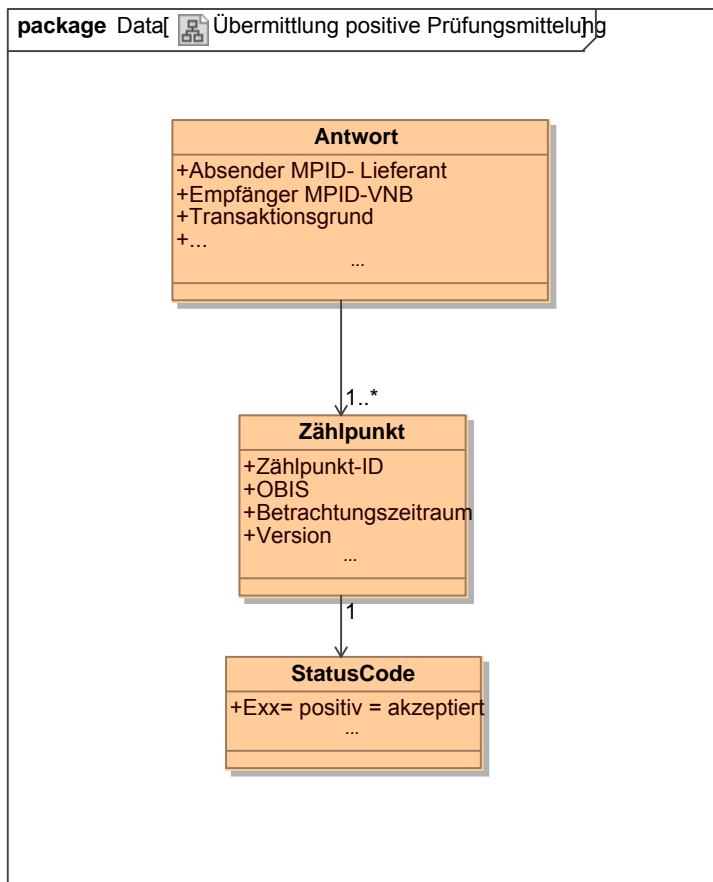 package Data[ Übermittlung positive Prüfungsmittelung]
Antwort
+Absender MPID- Lieferant
+Empfänger MPID-VNB
+Transaktionsgrund
+...
...
1..*
Zählpunkt
+Zählpunkt-ID
+OBIS
+Betrachtungszeitraum
+Version
...
1
StatusCode
+Exx= positiv = akzeptiert
...